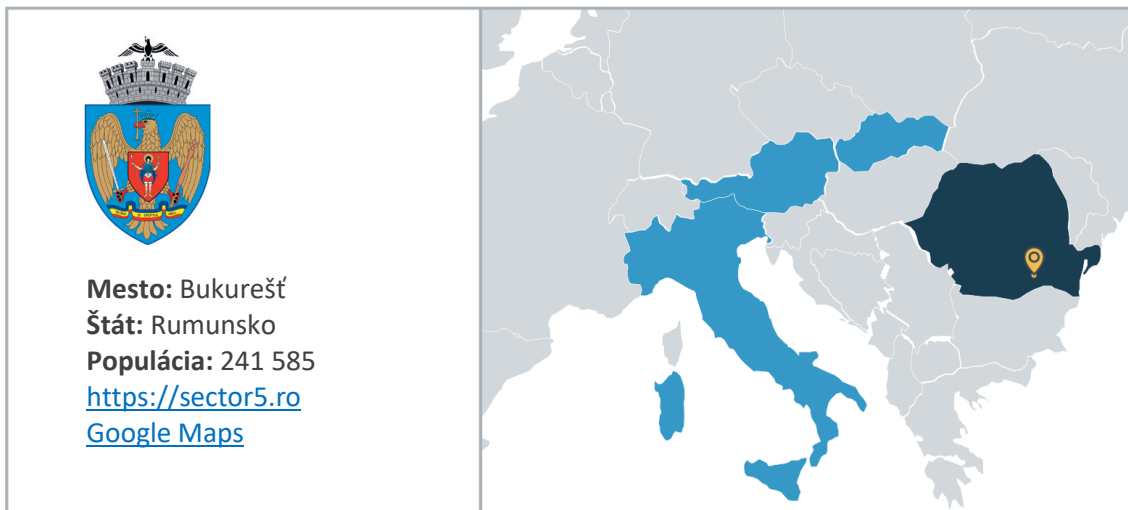 Mesto: Bukurešť
Štát: Rumunsko
Populácia: 241 585
https://sector5.ro
Google Maps